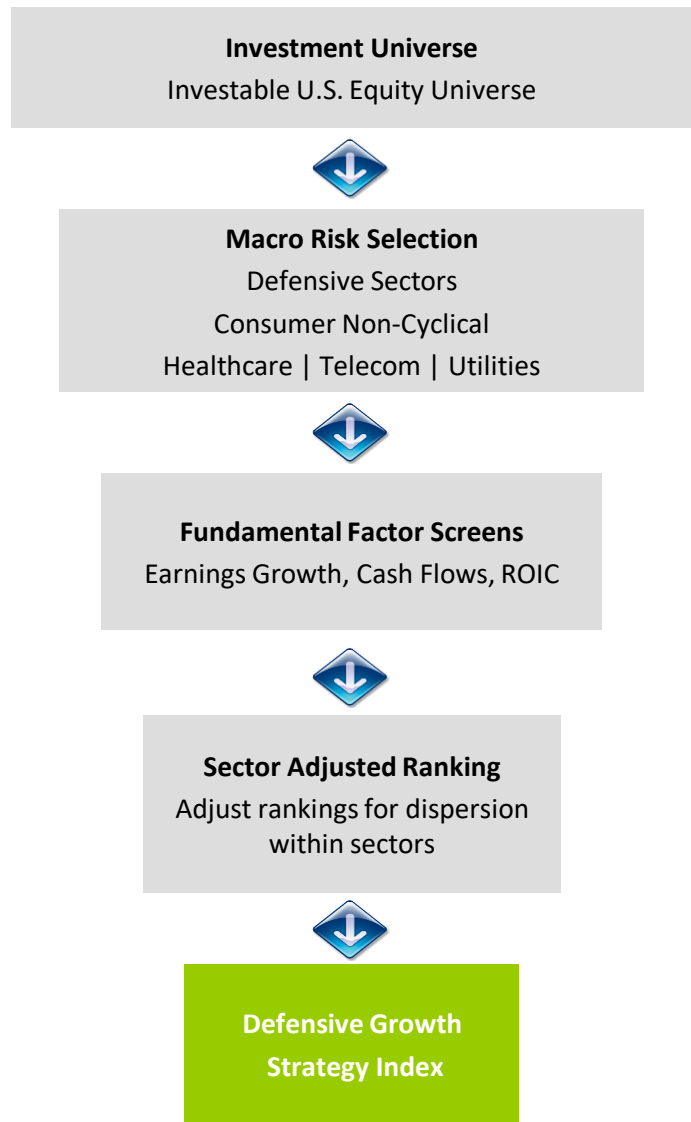 Investment Universe
Investable U.S. Equity Universe
Macro Risk Selection
Defensive Sectors
Consumer Non-Cyclical
Healthcare | Telecom | Utilities
Fundamental Factor Screens
Earnings Growth, Cash Flows, ROIC
Sector Adjusted Ranking
Adjust rankings for dispersion
within sectors
Defensive Growth
Strategy Index